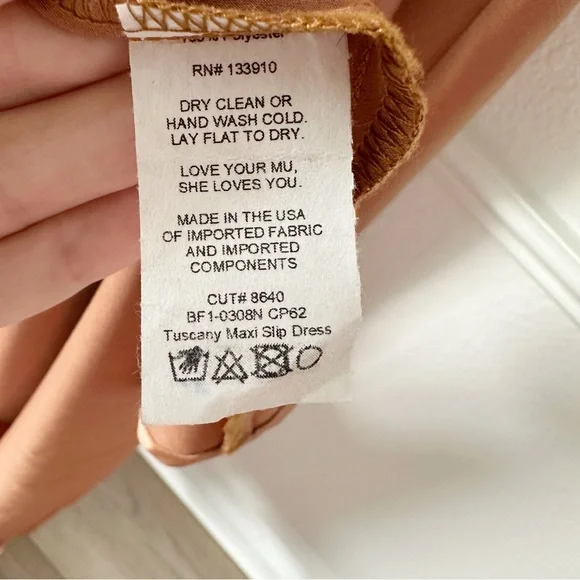 Polyester
RN# 133910
DRY CLEAN OR
HAND WASH COLD.
LAY FLAT TO DRY.
LOVE YOUR MU,
SHE LOVES YOU.
MADE IN THE USA
OF IMPORTED FABRIC
AND IMPORTED
COMPONENTS
CUT# 8640
BF1-0308N CP62
Tuscany Maxi Slip Dress